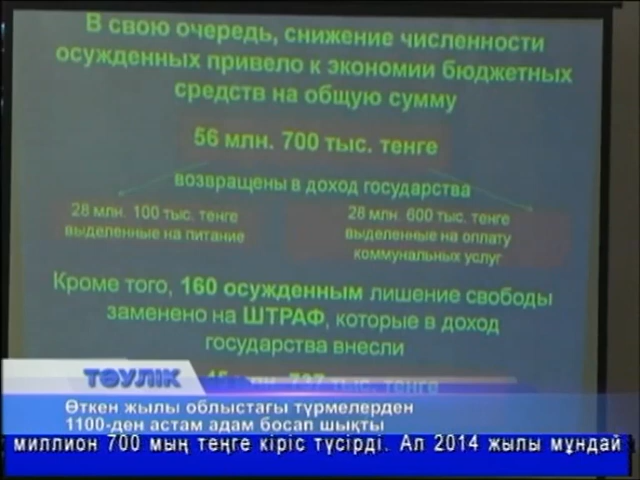 В свою очередь, снижение численности
осужденных привело к экономии бюджетных
средств на общую сумму
56 млн. 700 тыс. тенге
возвращены в доход государства
28 млн. 100 тыс. тенге
выделенные на питание
28 млн. 600 тыс. тенге
выделенные на оплату
коммунальных услуг
Кроме того, 160 осужденным лишение свободы
заменено на ШТРАФ, которые в доход
государства внесли
тыс. тенге
ТӘУЛІК
Өткен жылы облыстағы түрмелерден
1100-ден астам адам босап шықты
миллион 700 мың теңге кіріс түсірді. Ал 2014 жылы мұндай